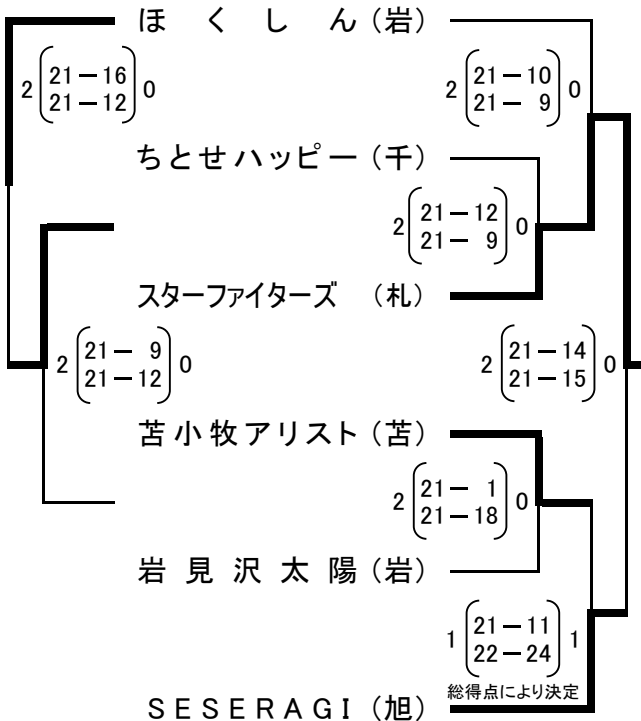 ほくしん（岩）
2 21－16 0
21－12
2 21－10 0
21－ 9
ちとせハッピー（千）
2 21－12 0
21－ 9
スターファイターズ （札）
2 21－ 9 0
21－12
2 21－14 0
21－15
苫小牧アリスト（苫）
2 21－ 1 0
21－18
岩見沢太陽（岩）
1 21－11 1
22－24
総得点により決定
SESERAGI（旭）